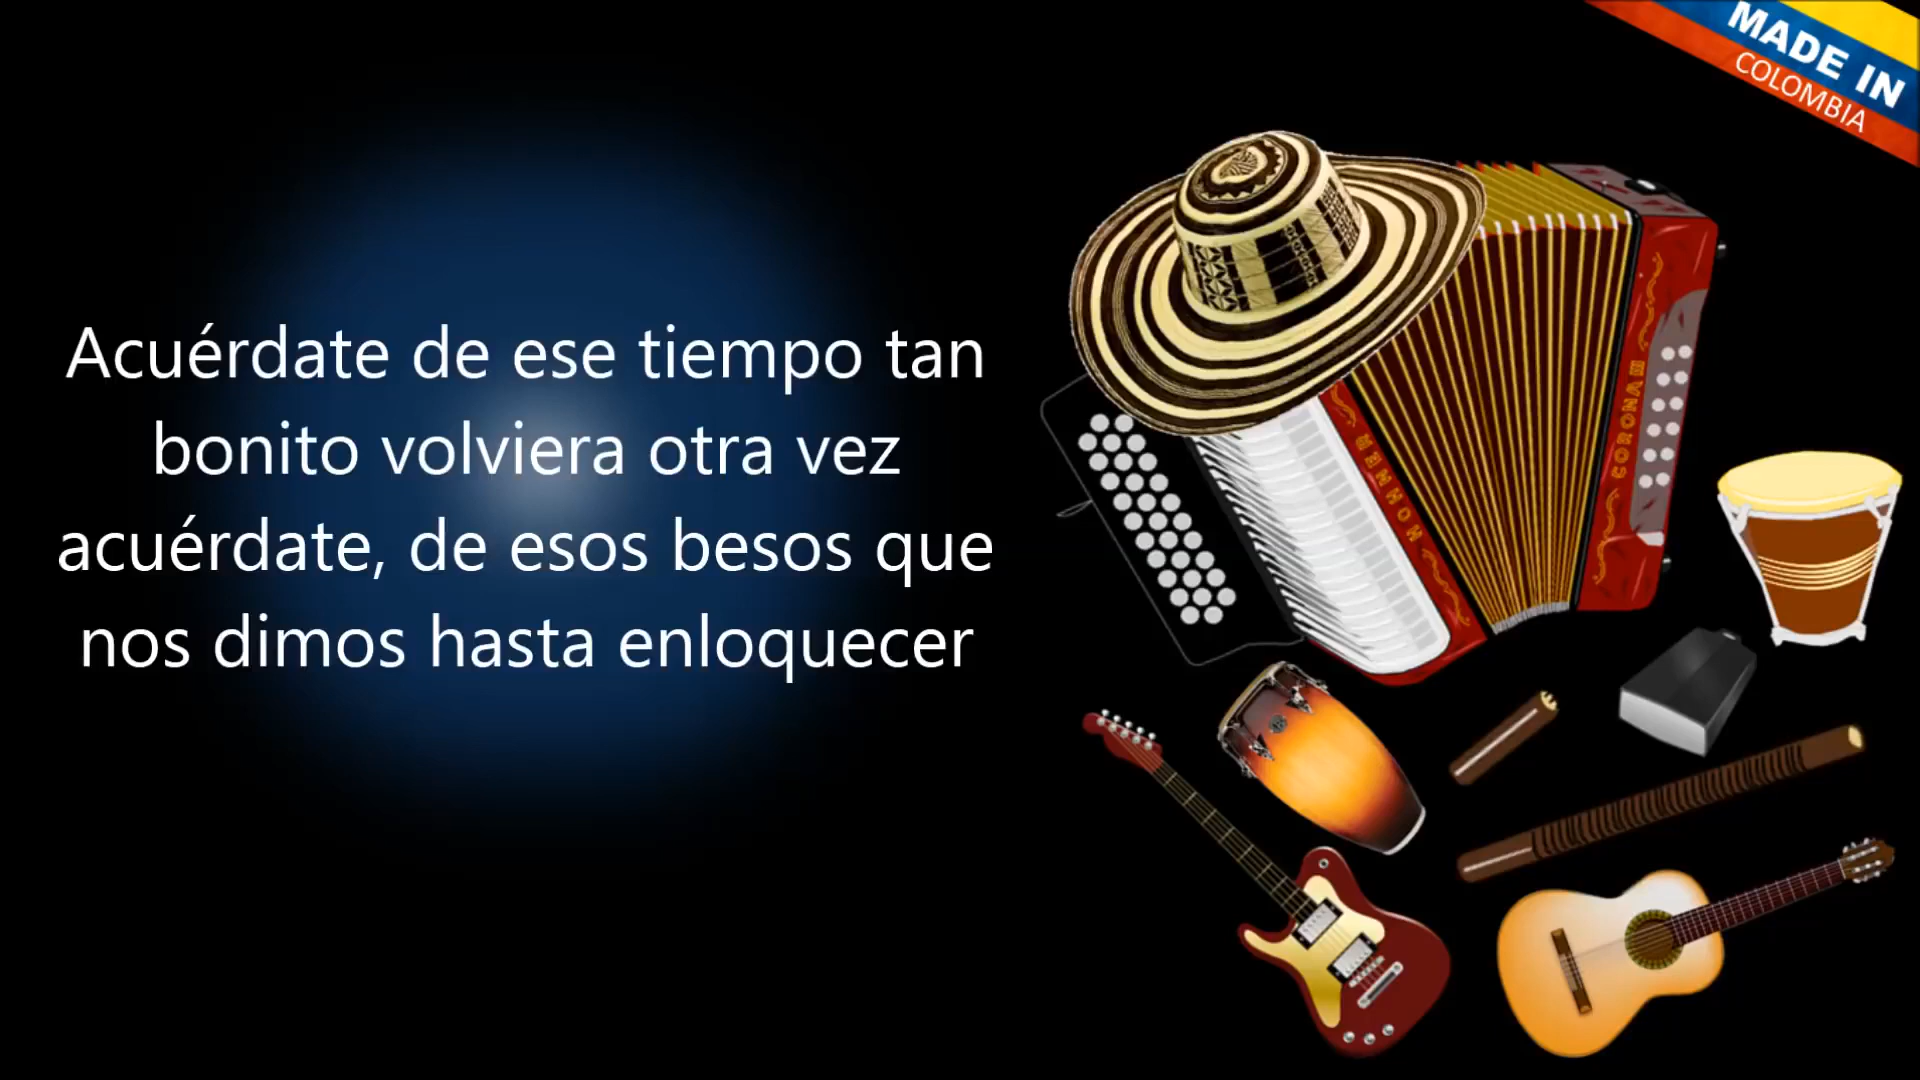 MADE IN
COLOMBIA
Acuérdate de ese tiempo tan
bonito volviera otra vez
acuérdate, de esos besos que
nos dimos hasta enloquecer
HOHNER
CORONA III